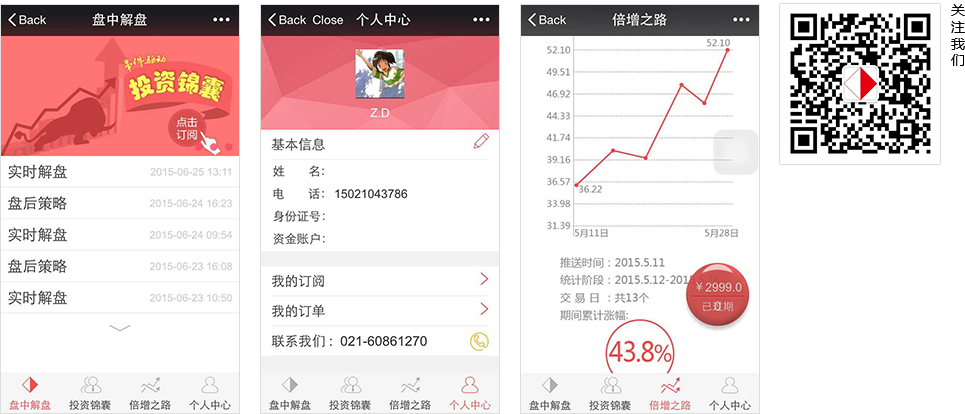 Back 盘中解盘
事件驱动
投资锦囊
点击
订阅
实时解盘 2015-06-25 13:11
盘后策略 2015-06-24 16:23
实时解盘 2015-06-24 09:54
盘后策略 2015-06-23 16:08
实时解盘 2015-06-23 10:50
盘中解盘 投资锦囊 倍增之路 个人中心
Back Close 个人中心
Z.D
基本信息
姓 名：
电 话： 15021043786
身份证号：
资金账户：
我的订阅
我的订单
联系我们： 021-60861270
盘中解盘 投资锦囊 倍增之路 个人中心
Back 倍增之路
52.10
52.10
49.51
46.92
44.33
41.74
39.16
36.57
36.22
33.98
31.39
5月11日 5月28日
推送时间：2015.5.11
统计阶段：2015.5.12-2015
交 易 日 ：共13个
期间累计涨幅:
￥2999.0
43.8%
盘中解盘 投资锦囊 倍增之路 个人中心
关
注
我
们